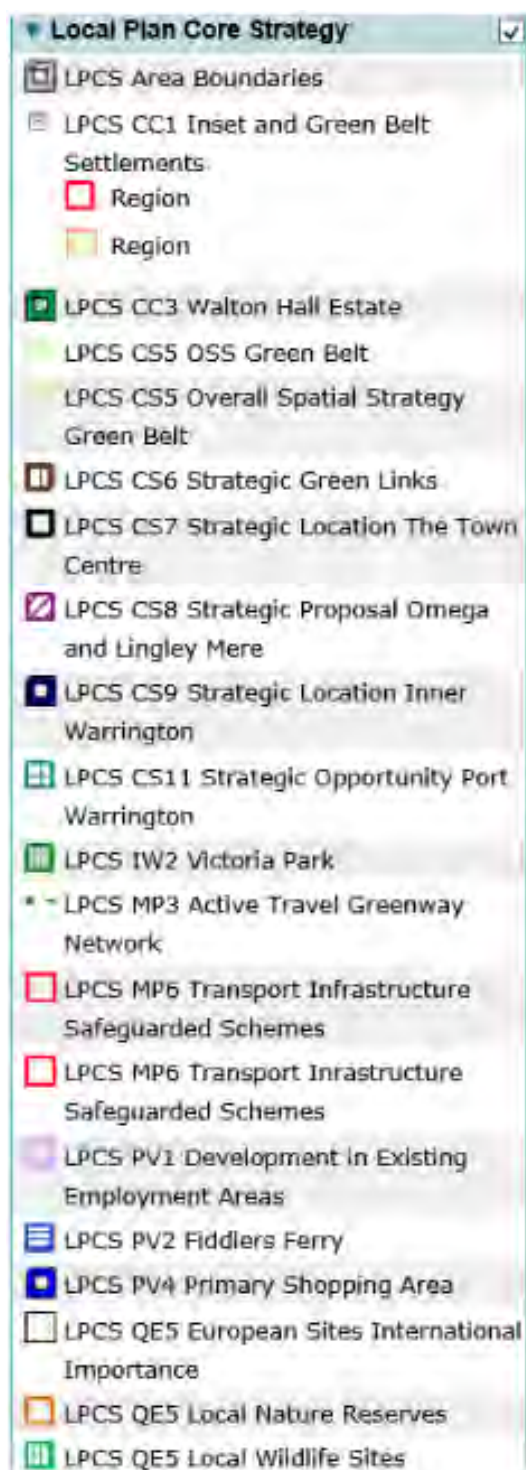 Local Plan Core Strategy
LPCS Area Boundaries
LPCS CC1 Inset and Green Belt
Settlements
Region
Region
LPCS CC3 Walton Hall Estate
LPCS CS5 OSS Green Belt
LPCS CS5 Overall Spatial Strategy
Green Belt
LPCS CS6 Strategic Green Links
LPCS CS7 Strategic Location The Town
Centre
LPCS CS8 Strategic Proposal Omega
and Lingley Mere
LPCS CS9 Strategic Location Inner
Warrington
LPCS CS11 Strategic Opportunity Port
Warrington
LPCS IW2 Victoria Park
LPCS MP3 Active Travel Greenway
Network
LPCS MP6 Transport Infrastructure
Safeguarded Schemes
LPCS MP6 Transport Inrastructure
Safeguarded Schemes
LPCS PV1 Development in Existing
Employment Areas
LPCS PV2 Fiddlers Ferry
LPCS PV4 Primary Shopping Area
LPCS QE5 European Sites International
Importance
LPCS QE5 Local Nature Reserves
LPCS QE5 Local Wildlife Sites